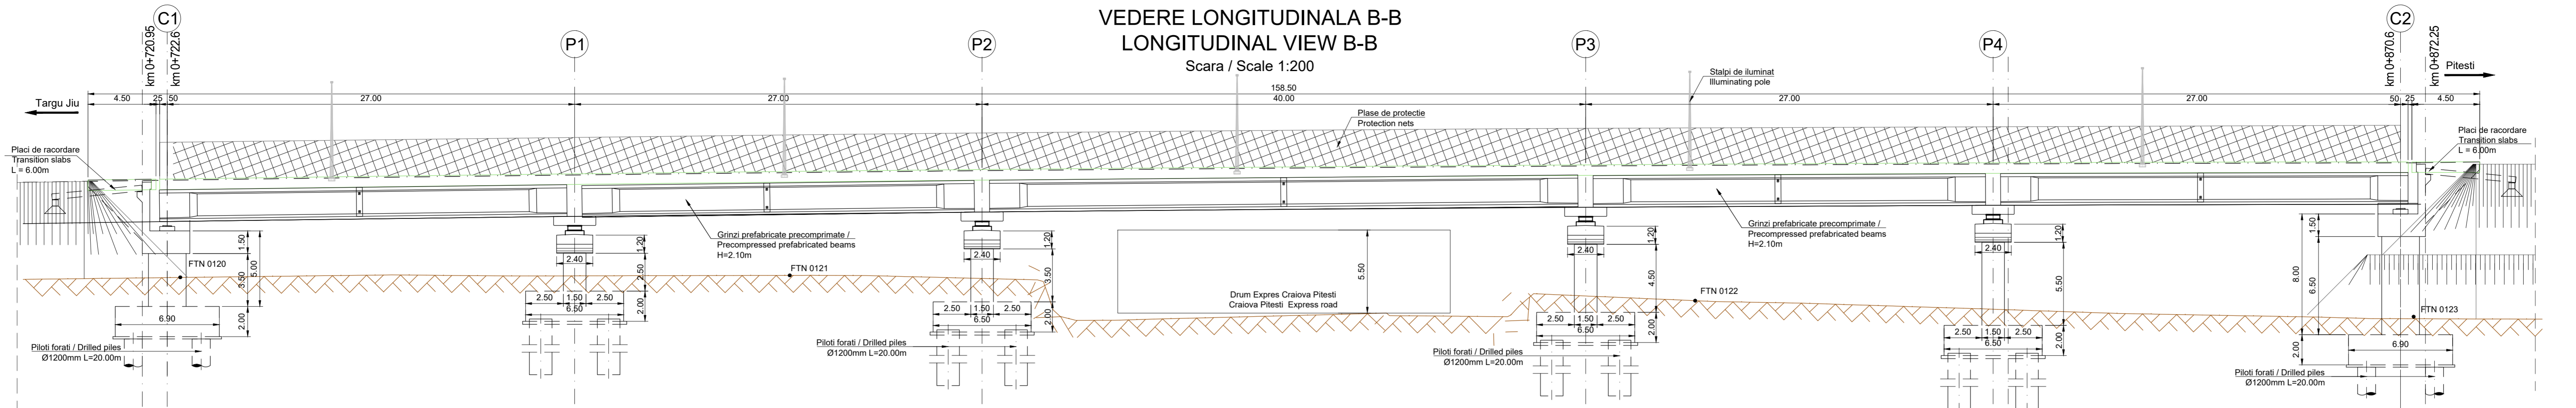 VEDERE LONGITUDINALA B-B
LONGITUDINAL VIEW B-B
Scara / Scale 1:200
C1
P1
P2
P3
P4
C2
km 0+720.95
km 0+722.6
km 0+870.6
km 0+872.25
Targu Jiu
Pitesti
158.50
4.50
25
50
27.00
27.00
40.00
27.00
27.00
50
25
4.50
Stalpi de iluminat
Illuminating pole
Plase de protectie
Protection nets
Placi de racordare
Transition slabs
L = 6.00m
Placi de racordare
Transition slabs
L = 6.00m
Grinzi prefabricate precomprimate /
Precompressed prefabricated beams
H=2.10m
Grinzi prefabricate precomprimate /
Precompressed prefabricated beams
H=2.10m
FTN 0120
FTN 0121
FTN 0122
FTN 0123
1.50
3.50
5.00
2.00
6.90
Piloti forati / Drilled piles
Ø1200mm L=20.00m
2.40
1.20
2.50
2.00
2.50
1.50
2.50
6.50
2.40
1.20
3.50
2.00
2.50
1.50
2.50
6.50
Piloti forati / Drilled piles
Ø1200mm L=20.00m
5.50
Drum Expres Craiova Pitesti
Craiova Pitesti Express road
2.40
1.20
4.50
2.00
2.50
1.50
2.50
6.50
Piloti forati / Drilled piles
Ø1200mm L=20.00m
2.40
1.20
5.50
2.00
2.50
1.50
2.50
6.50
1.50
8.00
6.50
2.00
6.90
Piloti forati / Drilled piles
Ø1200mm L=20.00m